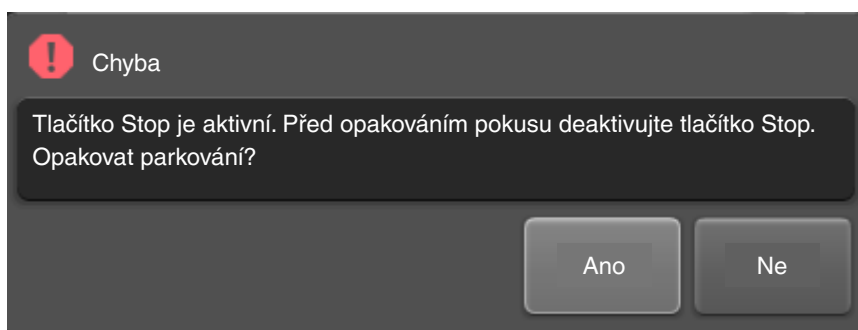 Chyba
Tlačítko Stop je aktivní. Před opakováním pokusu deaktivujte tlačítko Stop.
Opakovat parkování?
Ano
Ne